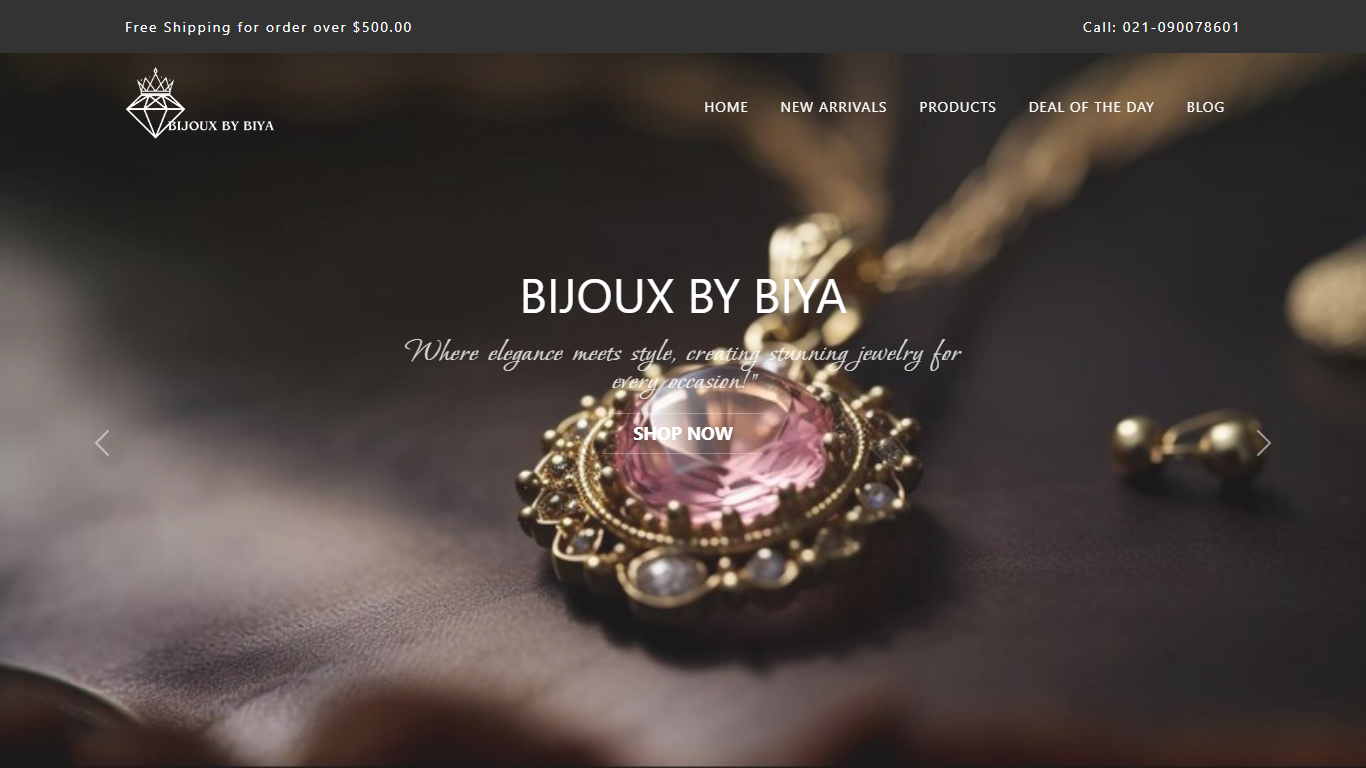 Free Shipping for order over $500.00
Call: 021-090078601
BIJOUX BY BIYA
HOME
NEW ARRIVALS
PRODUCTS
DEAL OF THE DAY
BLOG
BIJOUX BY BIYA
Where elegance meets style, creating stunning jewelry for
every occasion!"
SHOP NOW